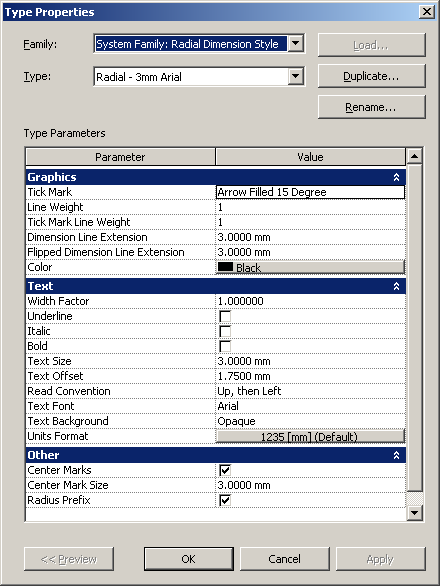 Type Properties
Family: System Family: Radial Dimension Style Load...
Type: Radial - 3mm Arial Duplicate...
Rename...
Type Parameters
Parameter Value
Graphics
Tick Mark Arrow Filled 15 Degree
Line Weight 1
Tick Mark Line Weight 1
Dimension Line Extension 3.0000 mm
Flipped Dimension Line Extension 3.0000 mm
Color Black
Text
Width Factor 1.000000
Underline
Italic
Bold
Text Size 3.0000 mm
Text Offset 1.7500 mm
Read Convention Up, then Left
Text Font Arial
Text Background Opaque
Units Format 1235 [mm] (Default)
Other
Center Marks
Center Mark Size 3.0000 mm
Radius Prefix
<< Preview OK Cancel Apply